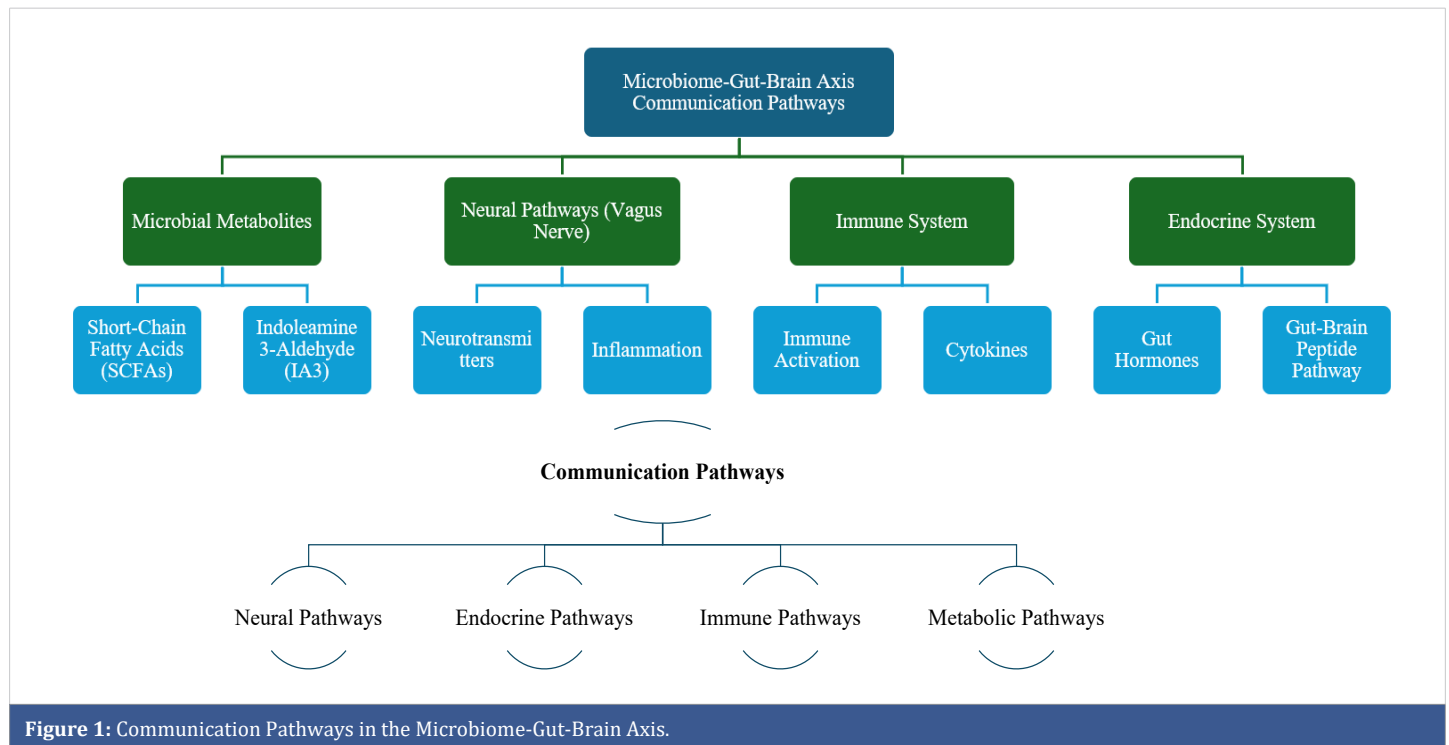 Microbiome-Gut-Brain Axis
Communication Pathways
Microbial Metabolites
Neural Pathways (Vagus
Nerve)
Immune System
Endocrine System
Short-Chain
Fatty Acids
(SCFAs)
Indoleamine
3-Aldehyde
(IA3)
Neurotransmi
tters
Inflammation
Immune
Activation
Cytokines
Gut
Hormones
Gut-Brain
Peptide
Pathway
Communication Pathways
Neural Pathways
Endocrine Pathways
Immune Pathways
Metabolic Pathways
Figure 1: Communication Pathways in the Microbiome-Gut-Brain Axis.